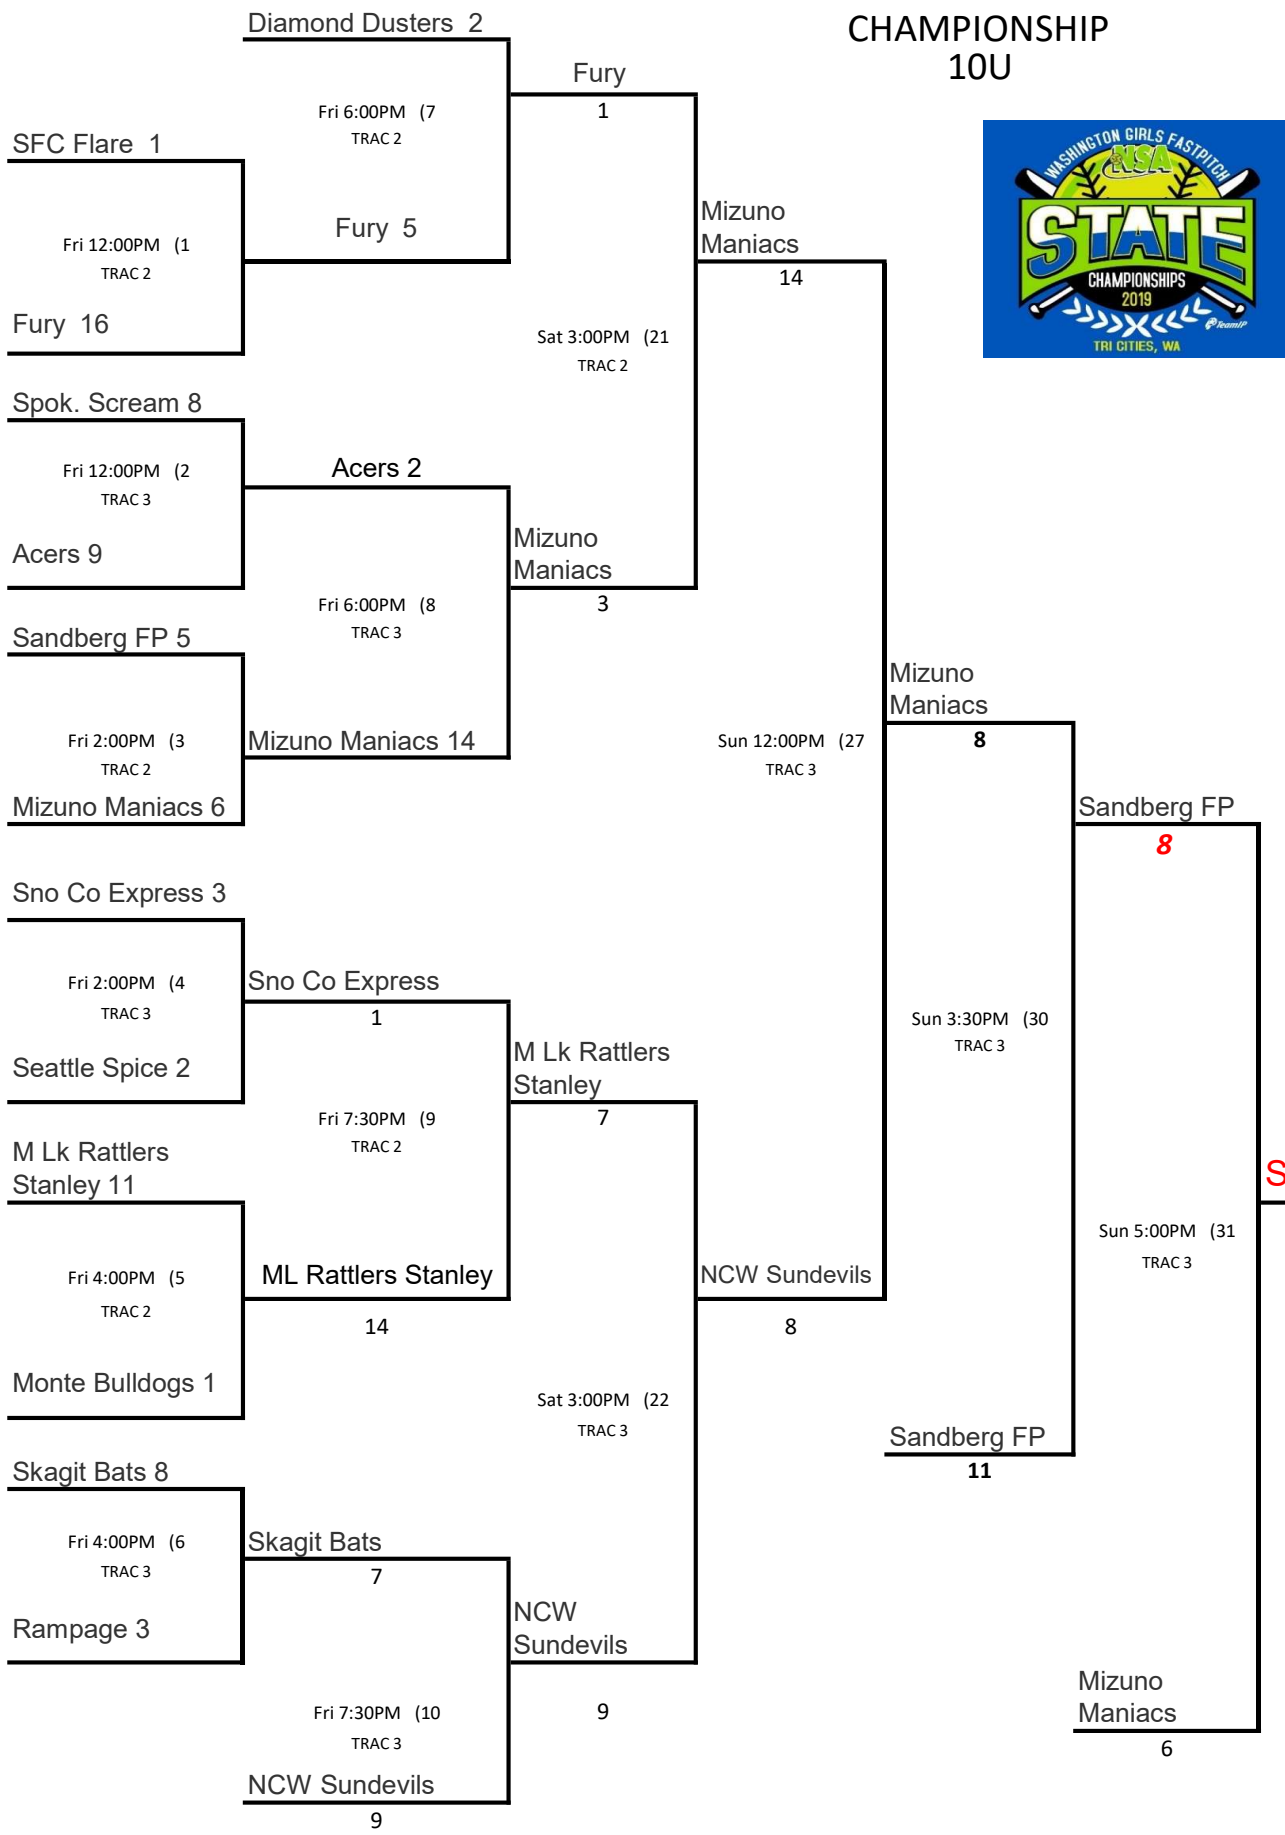 Diamond Dusters 2
CHAMPIONSHIP
10U
Fury
1
Fri 6:00PM (7
TRAC 2
SFC Flare 1
WASHINGTON GIRLS FASTPITCH
NSA
STATE
CHAMPIONSHIPS
2019
TeamIP
TRI CITIES, WA
Fury 5
Mizuno
Maniacs
14
Fri 12:00PM (1
TRAC 2
Fury 16
Sat 3:00PM (21
TRAC 2
Spok. Scream 8
Fri 12:00PM (2
TRAC 3
Acers 2
Acers 9
Mizuno
Maniacs
3
Fri 6:00PM (8
TRAC 3
Sandberg FP 5
Fri 2:00PM (3
TRAC 2
Mizuno Maniacs 14
Mizuno Maniacs 6
Mizuno
Maniacs
8
Sun 12:00PM (27
TRAC 3
Sandberg FP
8
Sno Co Express 3
Fri 2:00PM (4
TRAC 3
Sno Co Express
1
Seattle Spice 2
Sun 3:30PM (30
TRAC 3
M Lk Rattlers
Stanley
7
Fri 7:30PM (9
TRAC 2
M Lk Rattlers
Stanley 11
S
Fri 4:00PM (5
TRAC 2
ML Rattlers Stanley
14
NCW Sundevils
8
Sun 5:00PM (31
TRAC 3
Monte Bulldogs 1
Sat 3:00PM (22
TRAC 3
Sandberg FP
11
Skagit Bats 8
Fri 4:00PM (6
TRAC 3
Skagit Bats
7
Rampage 3
NCW
Sundevils
9
Fri 7:30PM (10
TRAC 3
Mizuno
Maniacs
6
NCW Sundevils
9